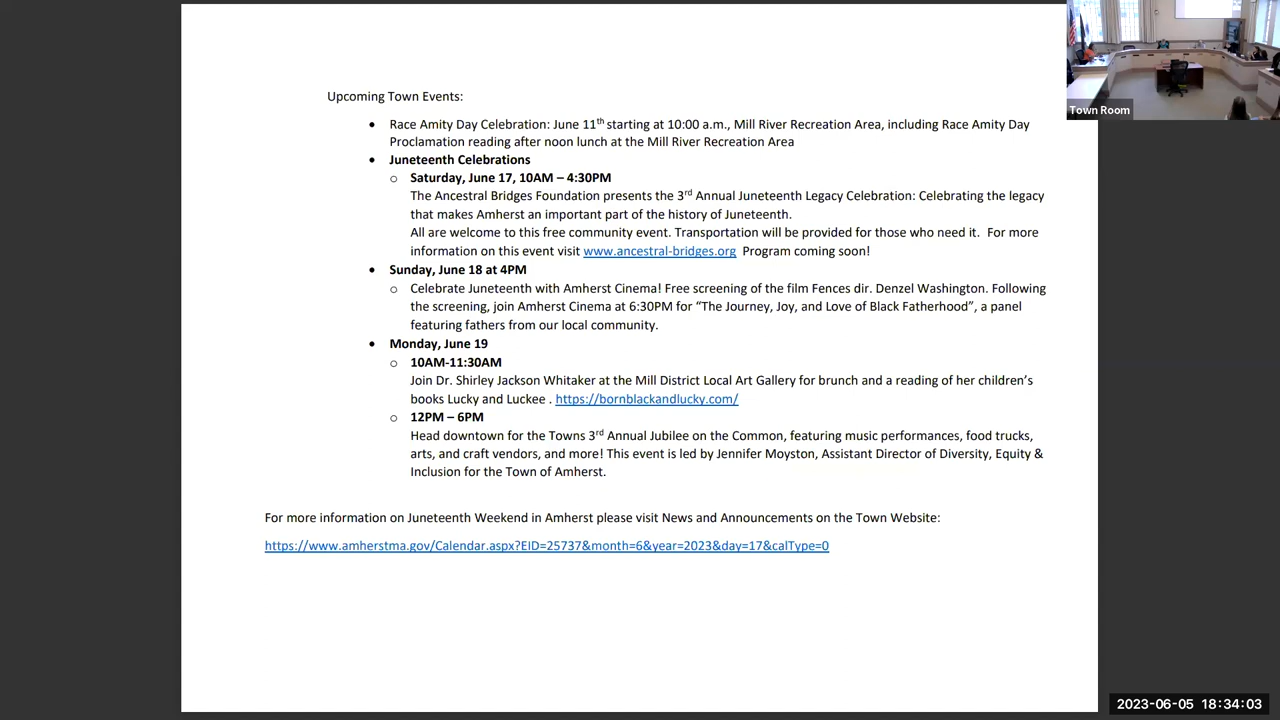 Upcoming Town Events:
• Race Amity Day Celebration: June 11th starting at 10:00 a.m., Mill River Recreation Area, including Race Amity Day
Proclamation reading after noon lunch at the Mill River Recreation Area
• Juneteenth Celebrations
o Saturday, June 17, 10AM – 4:30PM
The Ancestral Bridges Foundation presents the 3rd Annual Juneteenth Legacy Celebration: Celebrating the legacy
that makes Amherst an important part of the history of Juneteenth.
All are welcome to this free community event. Transportation will be provided for those who need it. For more
information on this event visit www.ancestral-bridges.org Program coming soon!
• Sunday, June 18 at 4PM
o Celebrate Juneteenth with Amherst Cinema! Free screening of the film Fences dir. Denzel Washington. Following
the screening, join Amherst Cinema at 6:30PM for “The Journey, Joy, and Love of Black Fatherhood”, a panel
featuring fathers from our local community.
• Monday, June 19
o 10AM-11:30AM
Join Dr. Shirley Jackson Whitaker at the Mill District Local Art Gallery for brunch and a reading of her children’s
books Lucky and Luckee . https://bornblackandlucky.com/
o 12PM – 6PM
Head downtown for the Towns 3rd Annual Jubilee on the Common, featuring music performances, food trucks,
arts, and craft vendors, and more! This event is led by Jennifer Moyston, Assistant Director of Diversity, Equity &
Inclusion for the Town of Amherst.
For more information on Juneteenth Weekend in Amherst please visit News and Announcements on the Town Website:
https://www.amherstma.gov/Calendar.aspx?EID=25737&month=6&year=2023&day=17&calType=0
Town Room
2023-06-05 18:34:03